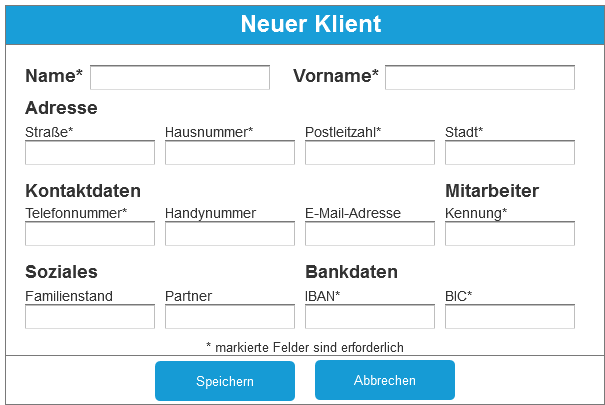 Neuer Klient
Name* Vorname*
Adresse
Straße* Hausnummer* Postleitzahl* Stadt*
Kontaktdaten Mitarbeiter
Telefonnummer* Handynummer E-Mail-Adresse Kennung*
Soziales Bankdaten
Familienstand Partner IBAN* BIC*
* markierte Felder sind erforderlich
Speichern Abbrechen